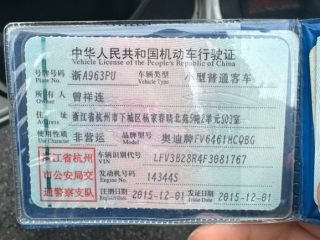 中华人民共和国机动车行驶证
Vehicle License of the People's Republic of China
号牌号码 浙A963PU 车辆类型 小型普通客车
Plate No. Vehicle Type
所有人 曾祥连
Owner
住址 浙江省杭州市下城区杨家
Address
使用性质 非营运 品牌型号 奥迪牌FV6461HCQBG
Use Character Model
浙江省杭州
市公安局交
通警察支队
车辆识别代号 LFV3B28R4F3081767
VIN
发动机号码 143445
Engine No.
注册日期 2015-12-01 发证日期 2015-12-01
Register Date Issue Date